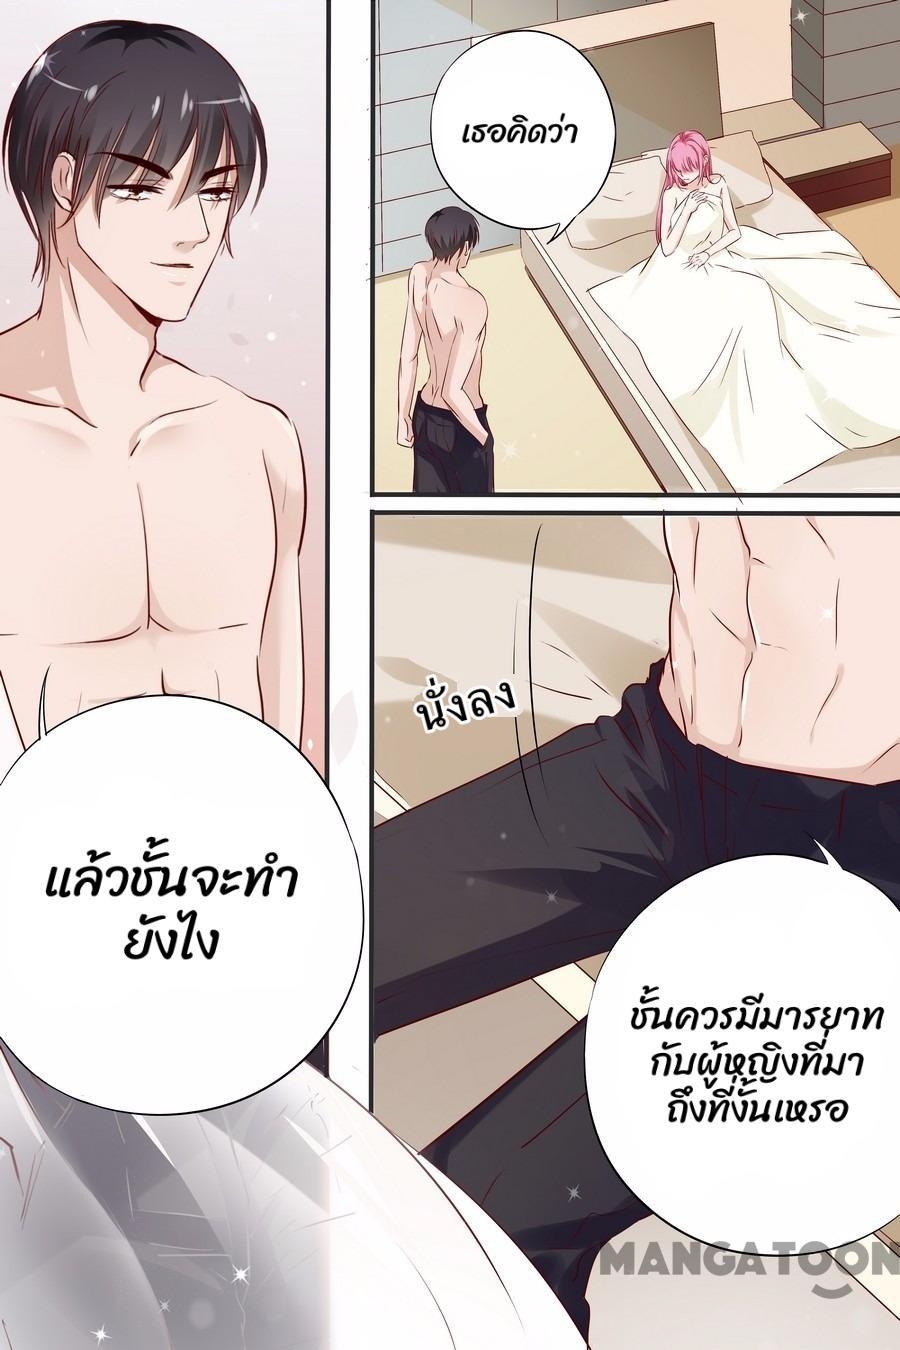 เธอคิดว่า
แล้วชั้นจะทำ
ยังไง
นั่งลง
ชั้นควรมีมารยาท
กับผู้หญิงที่มา
ถึงที่งั้นเหรอ
MANGATOON